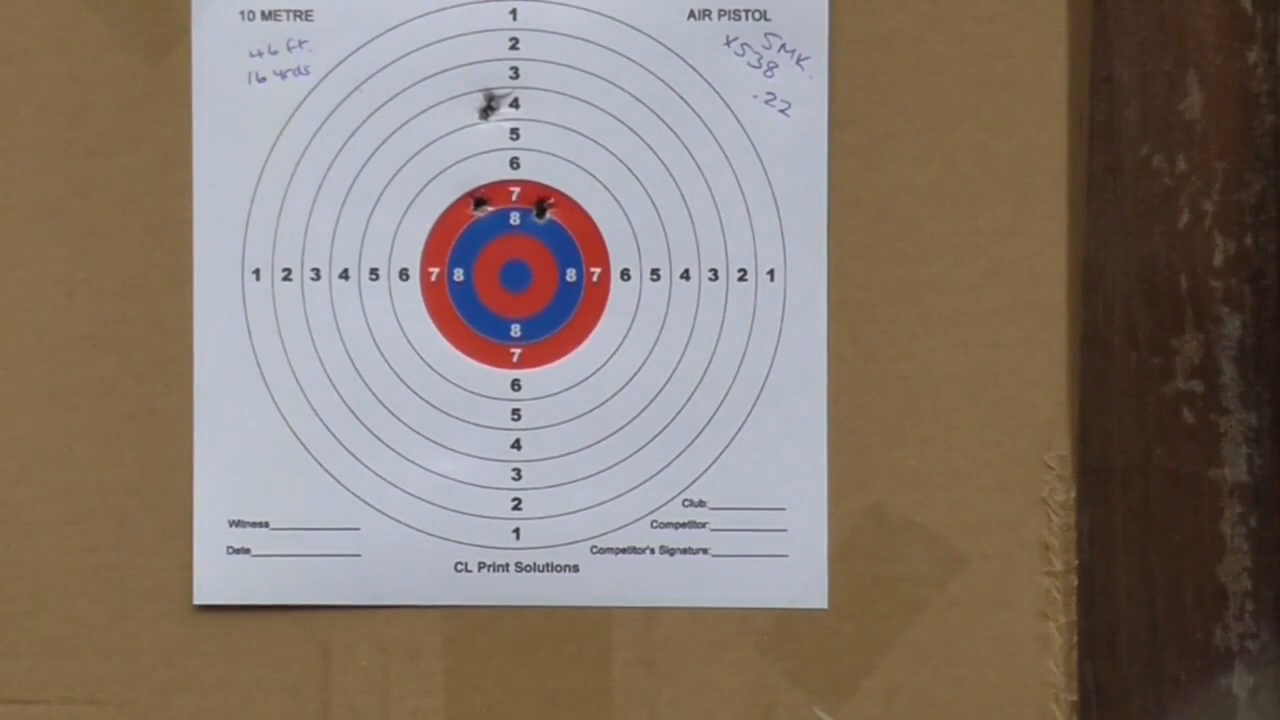 10 METRE
AIR PISTOL
46 ft.
16 yrds
SMK.
XS38
.22
1
2
3
4
5
6
7
8
1 2 3 4 5 6 7 8 8 7 6 5 4 3 2 1
8
7
6
5
4
3
2
1
Club:
Witness
Competitor:
Date
Competitor's Signature:
CL Print Solutions